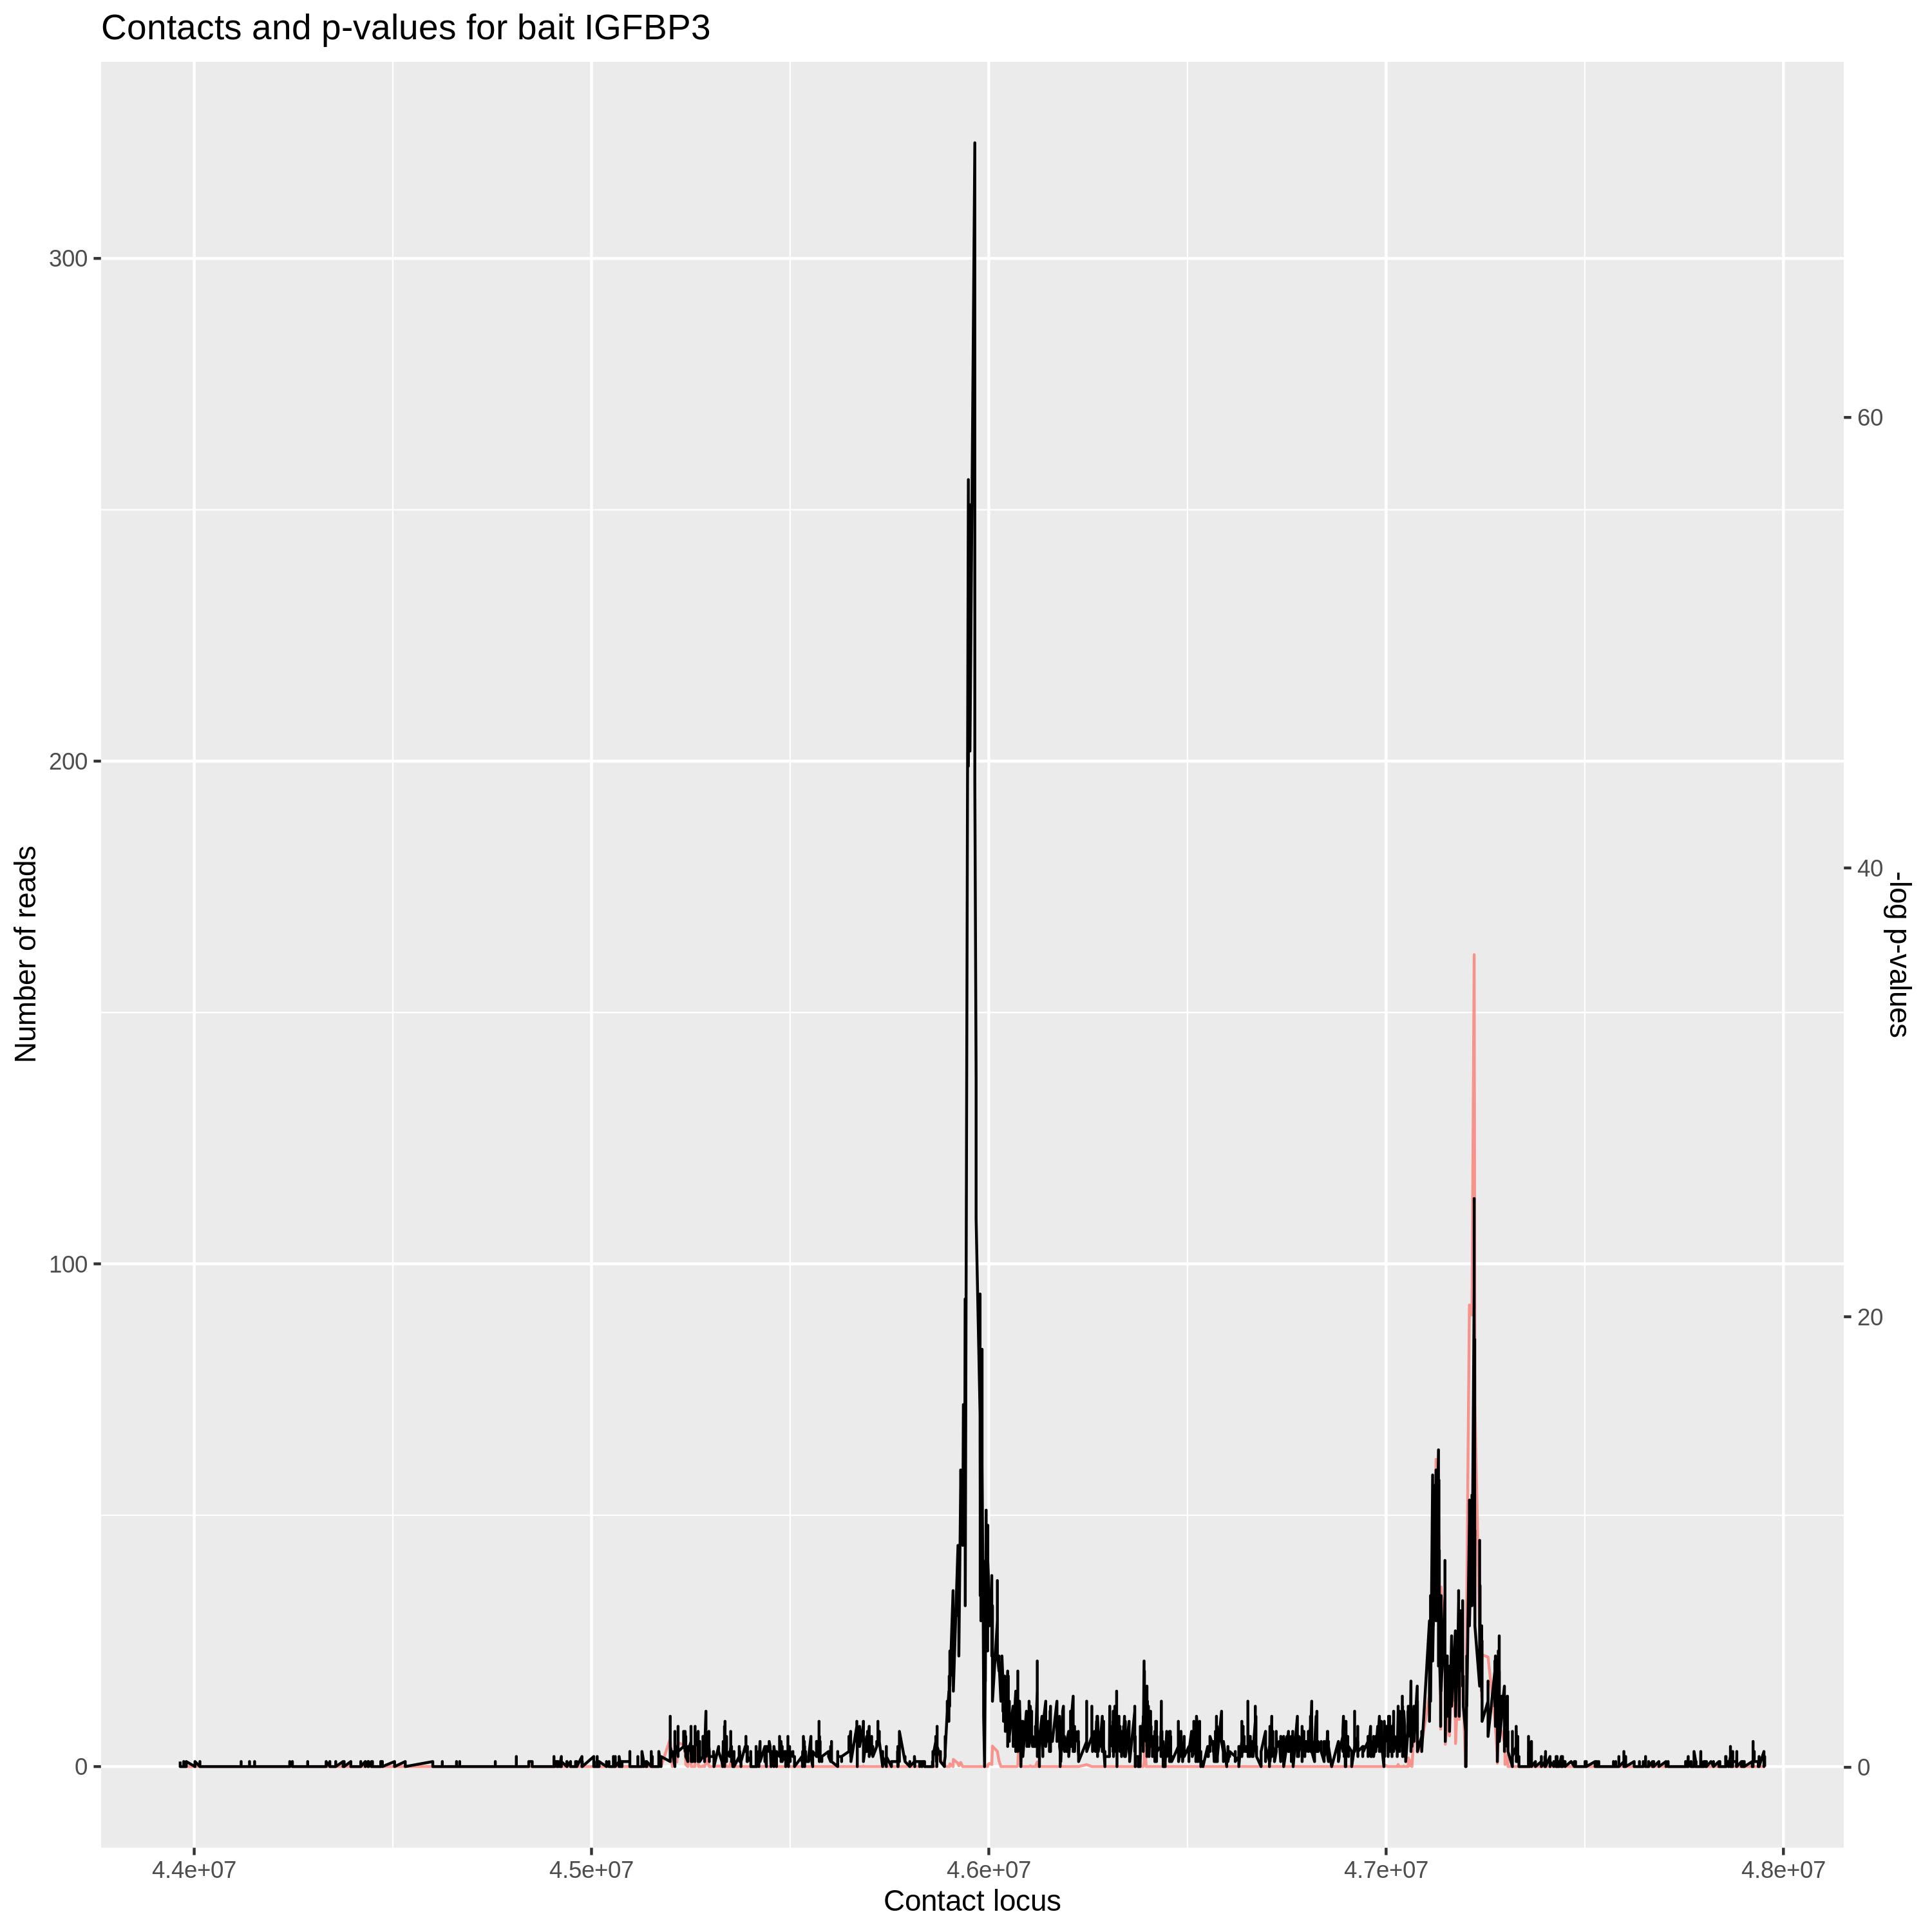 Contacts and p-values for bait IGFBP3
300
200
100
0
Number of reads
60
40
20
0
-log p-values
4.4e+07
4.5e+07
4.6e+07
4.7e+07
4.8e+07
Contact locus